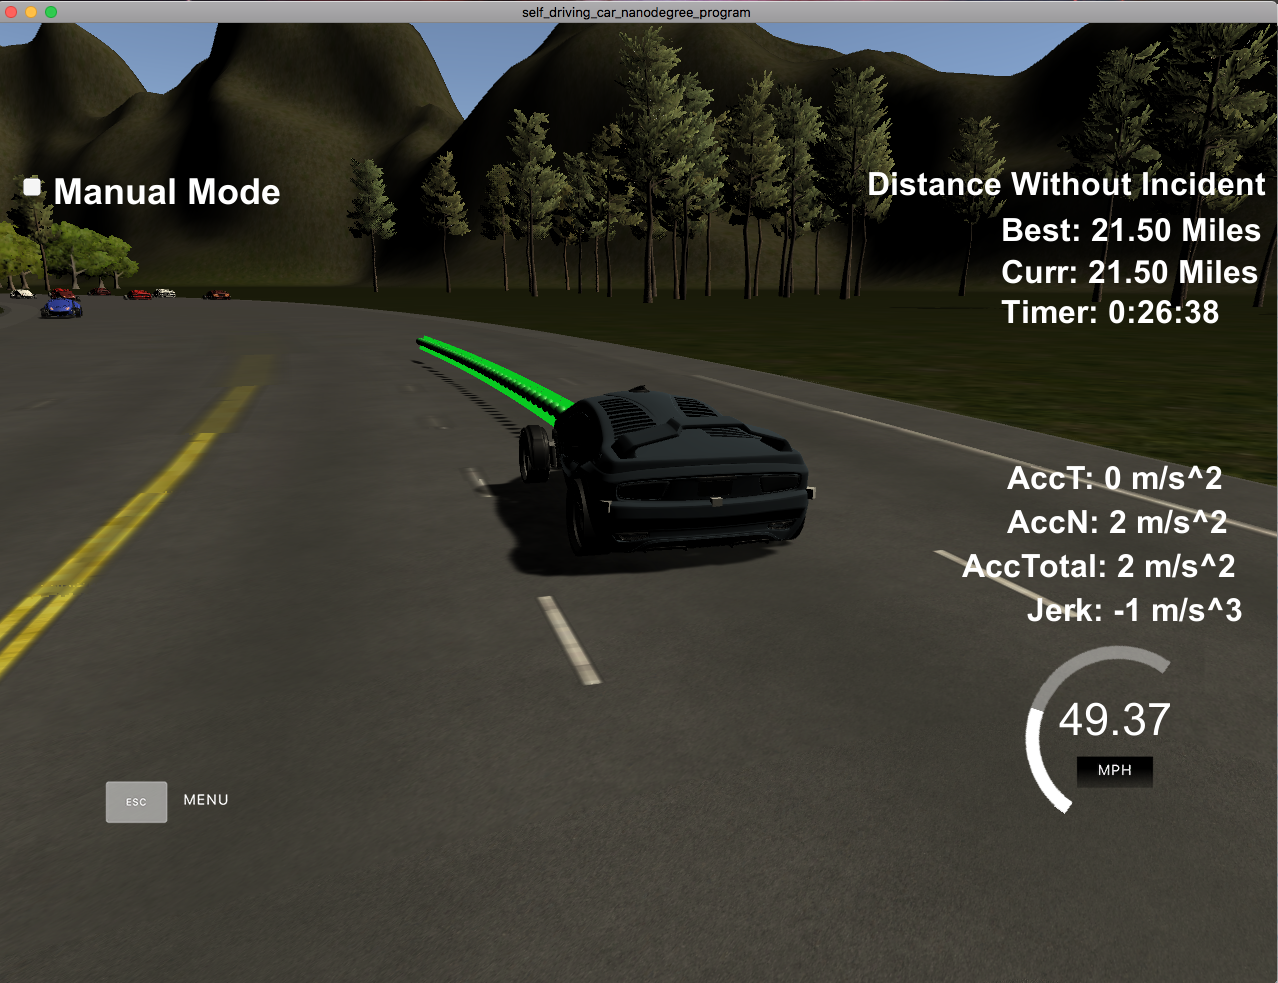 self_driving_car_nanodegree_program
Manual Mode
Distance Without Incident
Best: 21.50 Miles
Curr: 21.50 Miles
Timer: 0:26:38
AccT: 0 m/s^2
AccN: 2 m/s^2
AccTotal: 2 m/s^2
Jerk: -1 m/s^3
49.37
MPH
ESC MENU